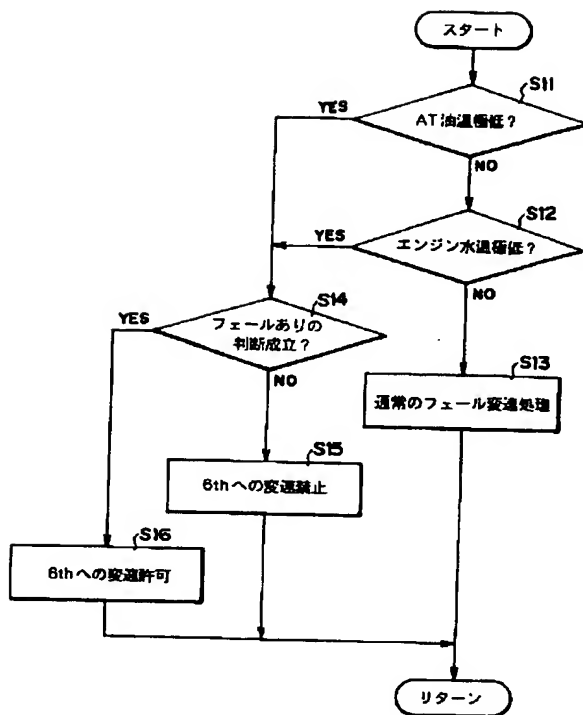 スタート
S11
AT油温極低？
YES
NO
S12
エンジン水温極低？
YES
NO
S14
フェールありの
判断成立？
YES
NO
S13
通常のフェール変速処理
S15
6thへの変速禁止
S16
6thへの変速許可
リターン